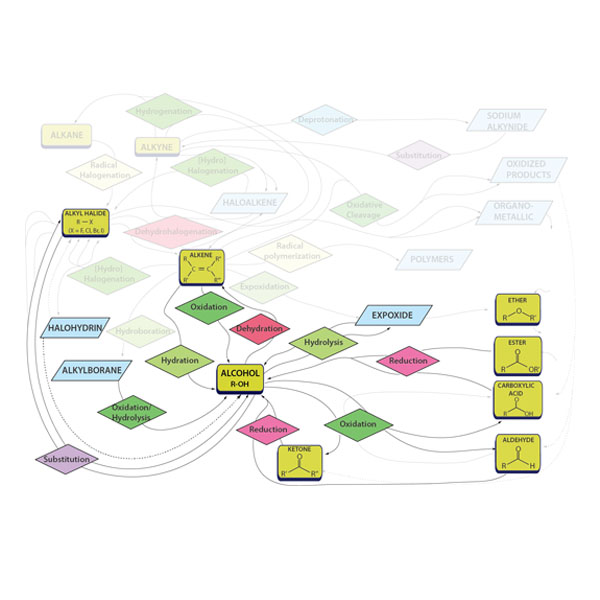 Hydrogenation
Deprotonation
SODIUM
ALKYNIDE
ALKANE
ALKYNE
Substitution
Radical
Halogenation
(Hydro)
Halogenation
OXIDIZED
PRODUCTS
HALOALKENE
Oxidative
Cleavage
ORGANO-
METALLIC
ALKYL HALIDE
R — X
(X = F, Cl, Br, I)
Dehydrohalogenation
ALKENE
R R"
C = C
R' R'"
Radical
polymerization
POLYMERS
(Hydro)
Halogenation
Expoxidation
Oxidation
ETHER
R O R'
HALOHYDRIN
Hydroboration
Dehydration
EXPOXIDE
Hydrolysis
ESTER
O
R OR'
Hydration
Reduction
ALKYLBORANE
ALCOHOL
R-OH
CARBOXYLIC
ACID
O
R OH
Oxidation/
Hydrolysis
Reduction
Oxidation
ALDEHYDE
O
R H
Substitution
KETONE
O
R' R"